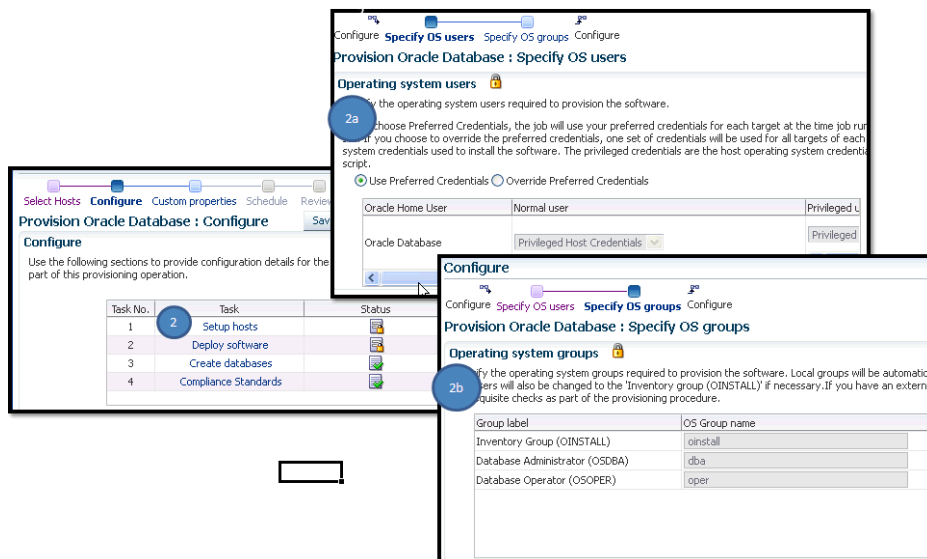 Configure Specify OS users Specify OS groups Configure
Provision Oracle Database : Specify OS users
Operating system users
the operating system users required to provision the software.
2a
choose Preferred Credentials, the job will use your preferred credentials for each target at the time job run
If you choose to override the preferred credentials, one set of credentials will be used for all targets of each
system credentials used to install the software. The privileged credentials are the host operating system credentia
script.
Use Preferred Credentials Override Preferred Credentials
Oracle Home User Normal user Privileged u
Oracle Database Privileged Host Credentials Privileged
Select Hosts Configure Custom properties Schedule Review
Provision Oracle Database : Configure Sav
Configure
Use the following sections to provide configuration details for the
part of this provisioning operation.
Task No. Task Status
1 2 Setup hosts
2 Deploy software
3 Create databases
4 Compliance Standards
Configure
Configure Specify OS users Specify OS groups Configure
Provision Oracle Database : Specify OS groups
Operating system groups
the operating system groups required to provision the software. Local groups will be automatic
2b
will also be changed to the 'Inventory group (OINSTALL)' if necessary.If you have an extern
checks as part of the provisioning procedure.
Group label OS Group name
Inventory Group (OINSTALL) oinstall
Database Administrator (OSDBA) dba
Database Operator (OSOPER) oper